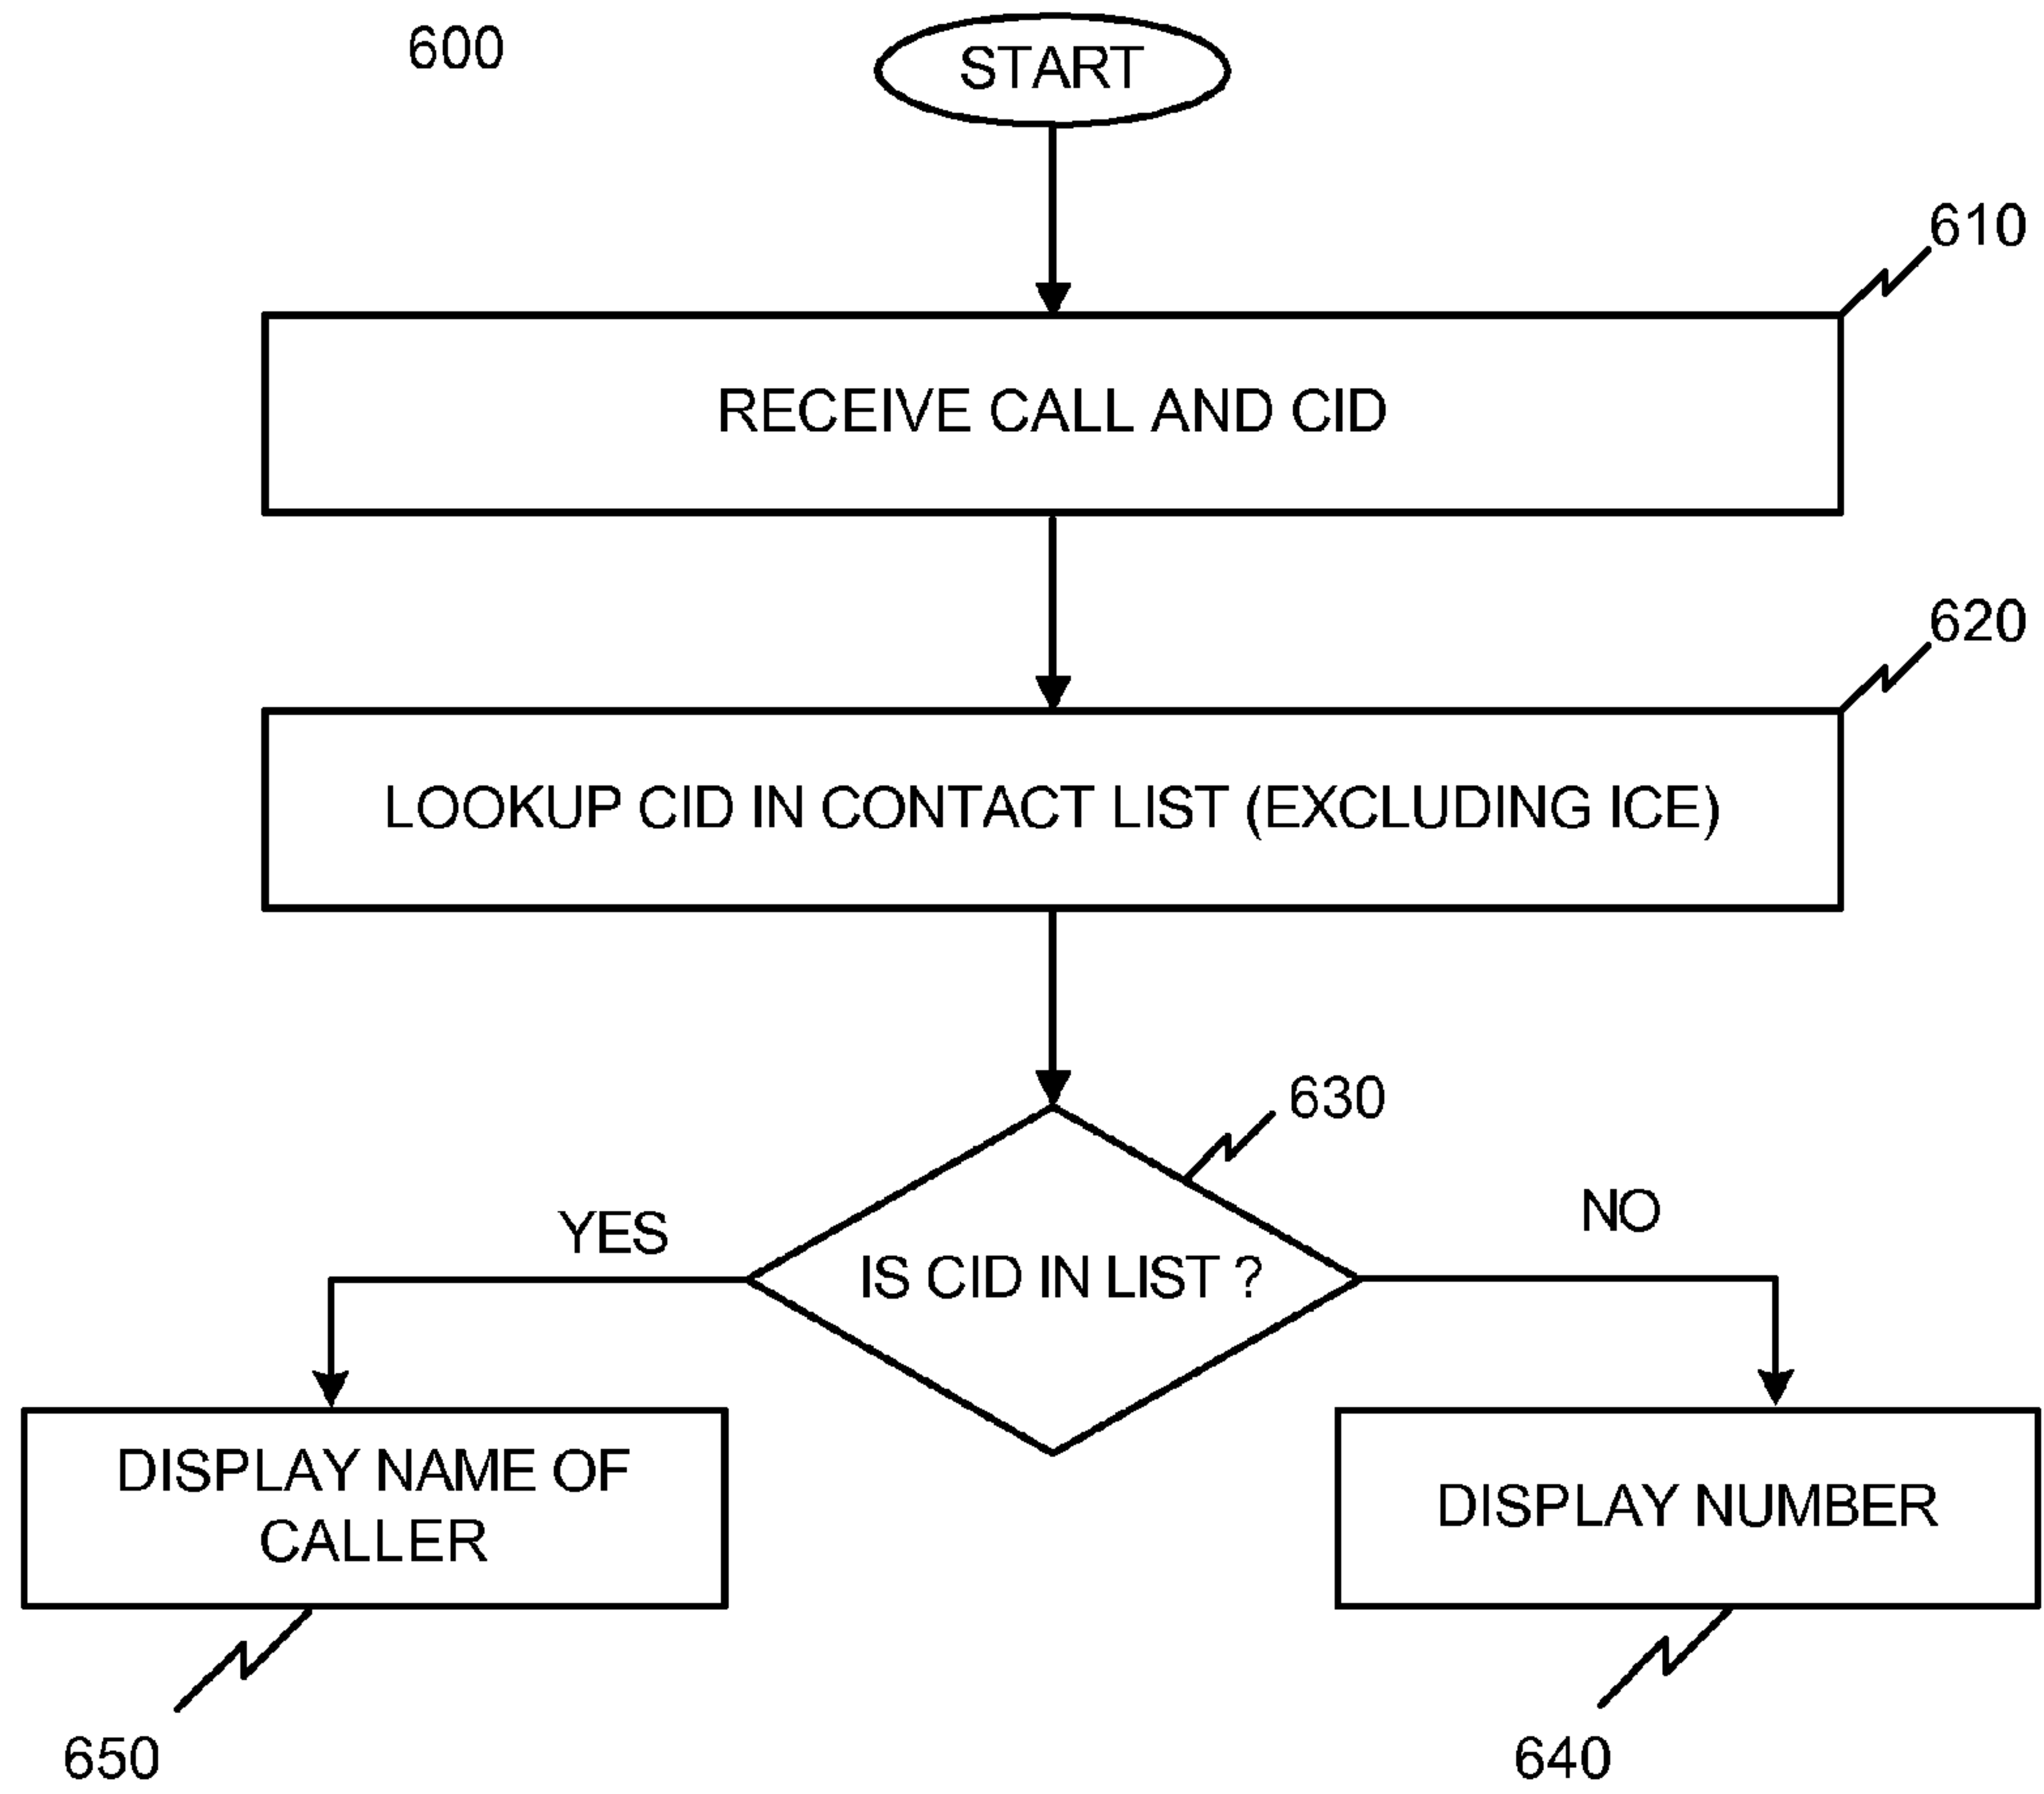 600
START
610
RECEIVE CALL AND CID
620
LOOKUP CID IN CONTACT LIST (EXCLUDING ICE)
630
YES
NO
IS CID IN LIST ?
DISPLAY NAME OF
CALLER
DISPLAY NUMBER
650
640